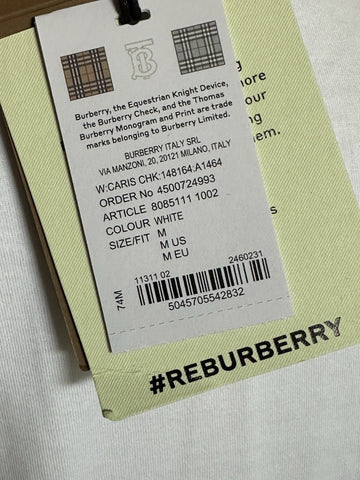 Burberry, the Equestrian Knight Device,
the Burberry Check, and the Thomas
Burberry Monogram and Print are trade
marks belonging to Burberry Limited.
BURBERRY ITALY SRL
VIA MANZONI, 20, 20121 MILANO, ITALY
W:CARIS CHK:148164:A1464
ORDER No 4500724993
ARTICLE 8085111 1002
COLOUR WHITE
SIZE/FIT M
M US
M EU
74M
11311 02 2460231
5045705542832
#REBURBERRY